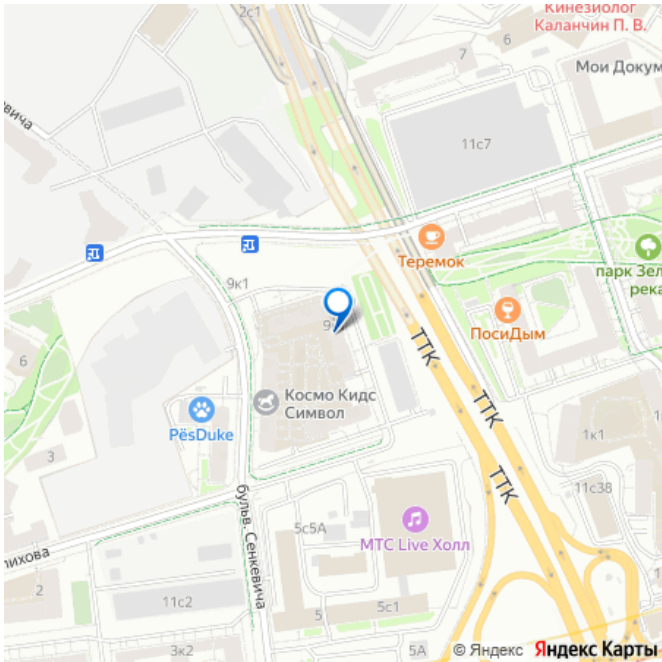 2с1
Кинезиолог
Каланчин П. В.
6
7
Мои Докум
евича
11с7
Теремок
парк Зел
река
9к1
ПосиДым
ТТК
6
Космо Кидс
Символ
ТТК
РёsDuke
1к1
3
ТТК
11с38
бульв. Сенкевича
5с5А
МТС Live Холл
лихова
2
11с2
5
5с1
3к2
5А
© Яндекс Яндекс Карты